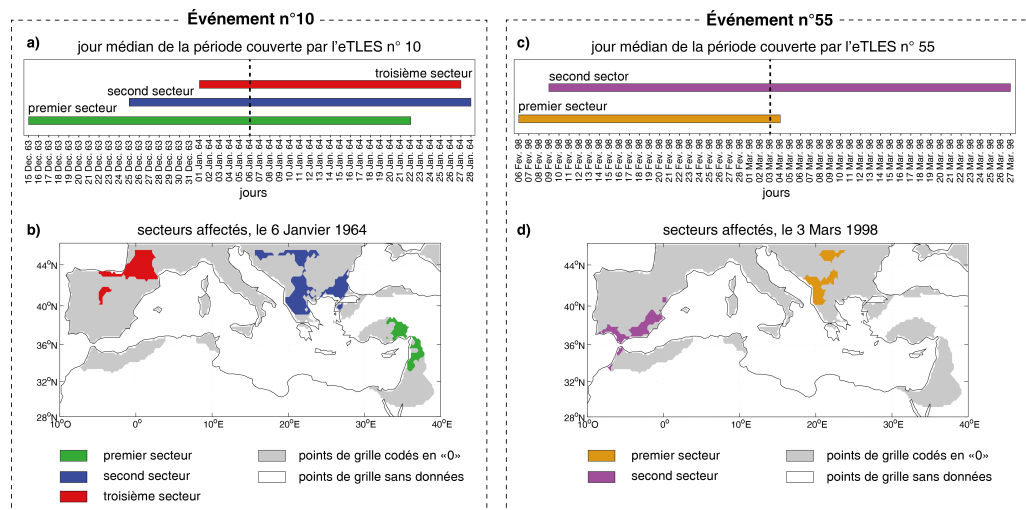 Événement n°10
a)
jour médian de la période couverte par l'eTLES n° 10
troisième secteur
second secteur
premier secteur
15 Dec. 63
16 Dec. 63
17 Dec. 63
18 Dec. 63
19 Dec. 63
20 Dec. 63
21 Dec. 63
22 Dec. 63
23 Dec. 63
24 Dec. 63
25 Dec. 63
26 Dec. 63
27 Dec. 63
28 Dec. 63
29 Dec. 63
30 Dec. 63
31 Dec. 63
01 Jan. 64
02 Jan. 64
03 Jan. 64
04 Jan. 64
05 Jan. 64
06 Jan. 64
07 Jan. 64
08 Jan. 64
09 Jan. 64
10 Jan. 64
11 Jan. 64
12 Jan. 64
13 Jan. 64
14 Jan. 64
15 Jan. 64
16 Jan. 64
17 Jan. 64
18 Jan. 64
19 Jan. 64
20 Jan. 64
21 Jan. 64
22 Jan. 64
23 Jan. 64
24 Jan. 64
25 Jan. 64
26 Jan. 64
27 Jan. 64
28 Jan. 64
jours
b)
secteurs affectés, le 6 Janvier 1964
44°N
40°N
36°N
32°N
28°N
10°O
0°
10°E
20°E
30°E
40°E
premier secteur
second secteur
troisième secteur
points de grille codés en «0»
points de grille sans données
Événement n°55
c)
jour médian de la période couverte par l'eTLES n° 55
second sector
premier secteur
06 Fev. 98
07 Fev. 98
08 Fev. 98
09 Fev. 98
10 Fev. 98
11 Fev. 98
12 Fev. 98
13 Fev. 98
14 Fev. 98
15 Fev. 98
16 Fev. 98
17 Fev. 98
18 Fev. 98
19 Fev. 98
20 Fev. 98
21 Fev. 98
22 Fev. 98
23 Fev. 98
24 Fev. 98
25 Fev. 98
26 Fev. 98
27 Fev. 98
28 Fev. 98
01 Mar. 98
02 Mar. 98
03 Mar. 98
04 Mar. 98
05 Mar. 98
06 Mar. 98
07 Mar. 98
08 Mar. 98
09 Mar. 98
10 Mar. 98
11 Mar. 98
12 Mar. 98
13 Mar. 98
14 Mar. 98
15 Mar. 98
16 Mar. 98
17 Mar. 98
18 Mar. 98
19 Mar. 98
20 Mar. 98
21 Mar. 98
22 Mar. 98
23 Mar. 98
24 Mar. 98
25 Mar. 98
26 Mar. 98
27 Mar. 98
jours
d)
secteurs affectés, le 3 Mars 1998
44°N
40°N
36°N
32°N
28°N
10°O
0°
10°E
20°E
30°E
40°E
premier secteur
second secteur
points de grille codés en «0»
points de grille sans données